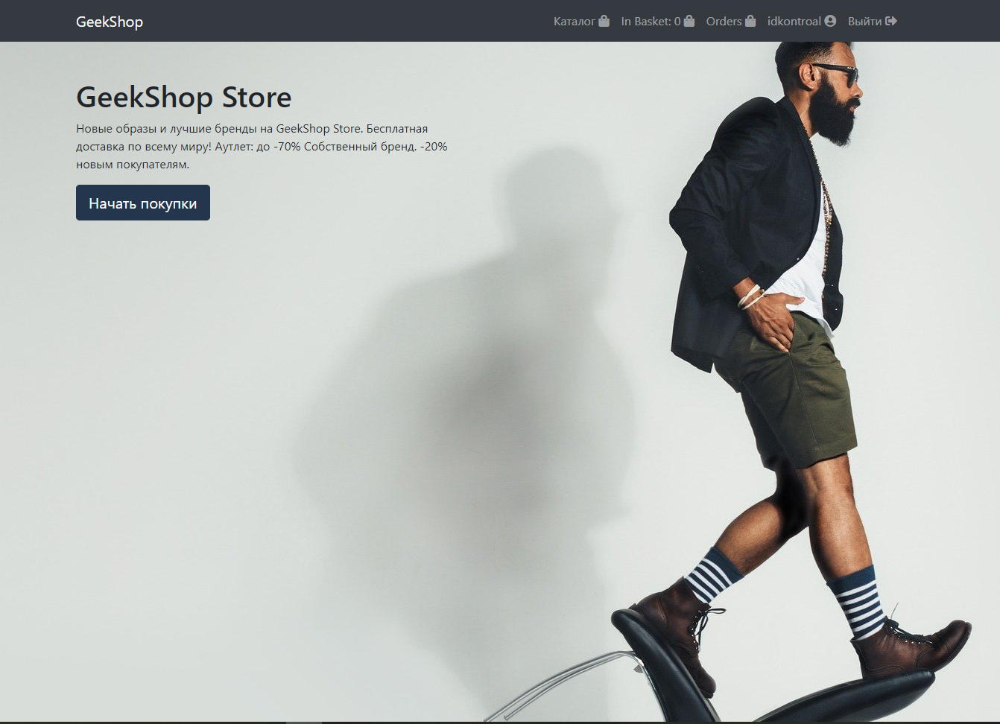 GeekShop
Каталог
In Basket: 0
Orders
idkontroal
Выйти
GeekShop Store
Новые образы и лучшие бренды на GeekShop Store. Бесплатная
доставка по всему миру! Аутлет: до -70% Собственный бренд. -20%
новым покупателям.
Начать покупки